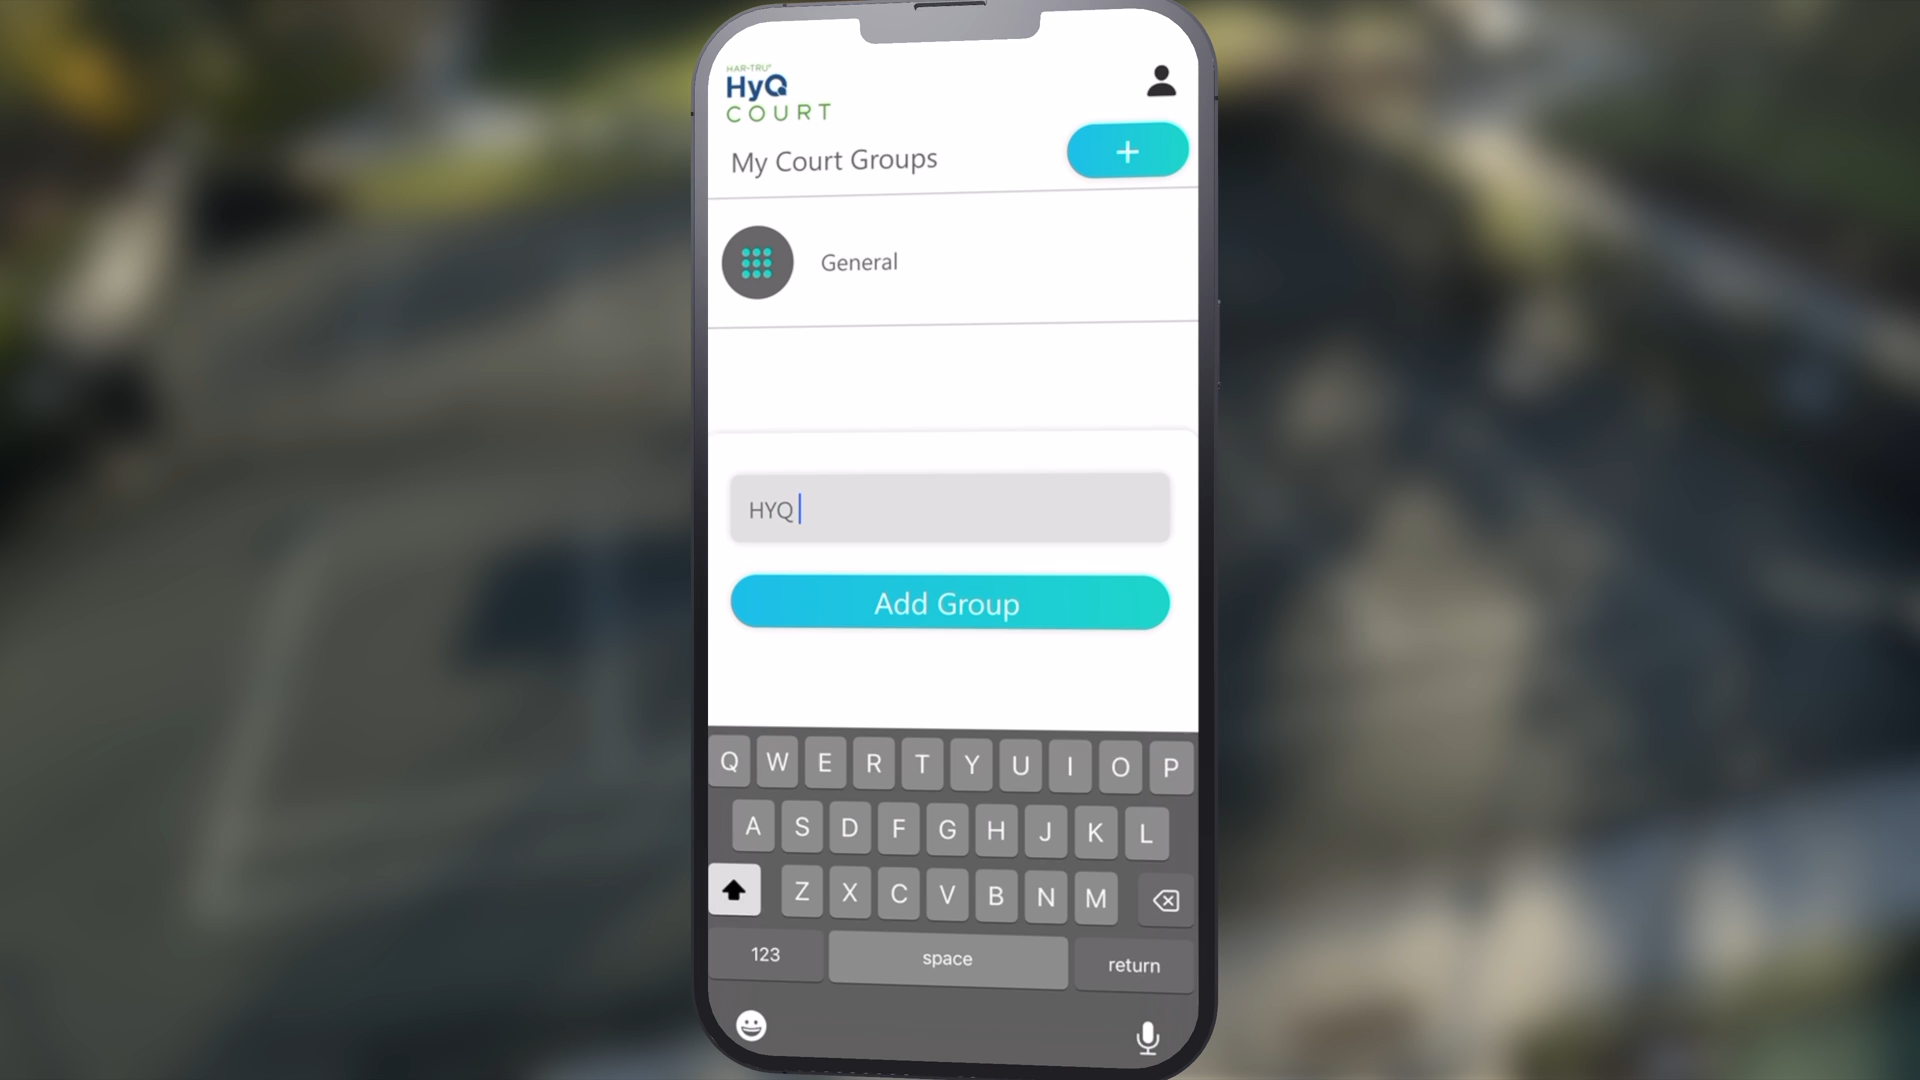 HAR-TRU®
HyQ
COURT
My Court Groups
+
General
HYQ
Add Group
Q W E R T Y U I O P
A S D F G H J K L
Z X C V B N M
123 space return